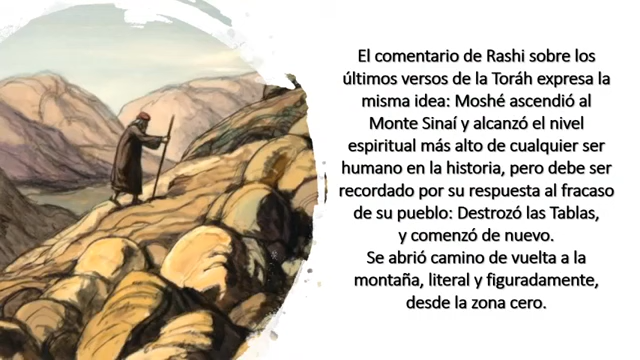 El comentario de Rashi sobre los
últimos versos de la Toráh expresa la
misma idea: Moshé ascendió al
Monte Sinaí y alcanzó el nivel
espiritual más alto de cualquier ser
humano en la historia, pero debe ser
recordado por su respuesta al fracaso
de su pueblo: Destrozó las Tablas,
y comenzó de nuevo.
Se abrió camino de vuelta a la
montaña, literal y figuradamente,
desde la zona cero.